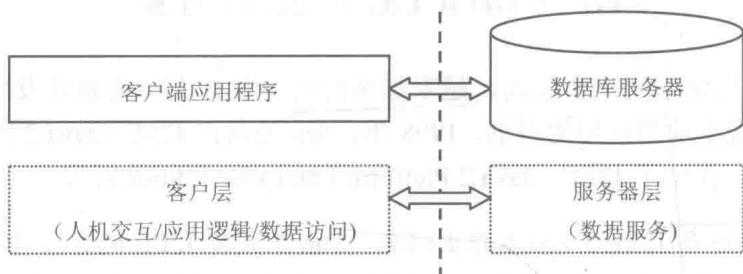 客户端应用程序
数据库服务器
客户层
（人机交互/应用逻辑/数据访问)
服务器层
（数据服务）